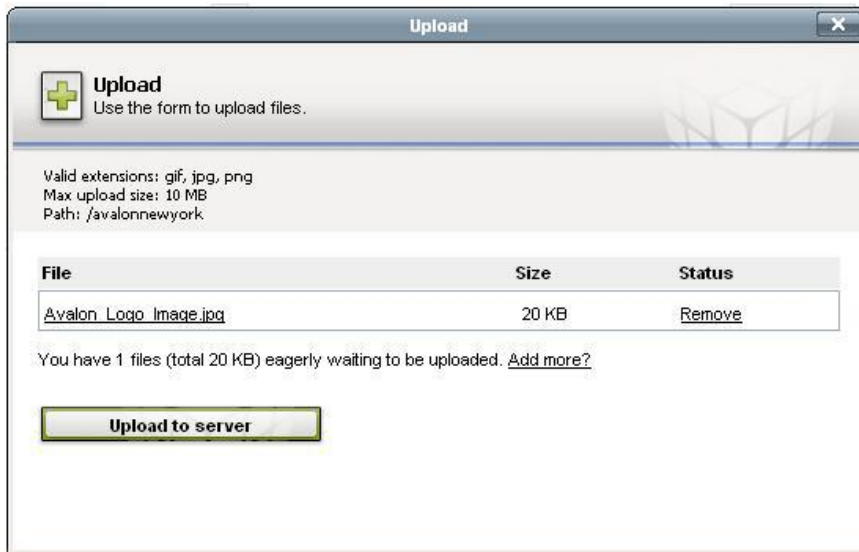 Upload
Upload
Use the form to upload files.
Valid extensions: gif, jpg, png
Max upload size: 10 MB
Path: /avalonnewyork
File Size Status
Avalon_Logo_Image.jpg 20 KB Remove
You have 1 files (total 20 KB) eagerly waiting to be uploaded. Add more?
Upload to server